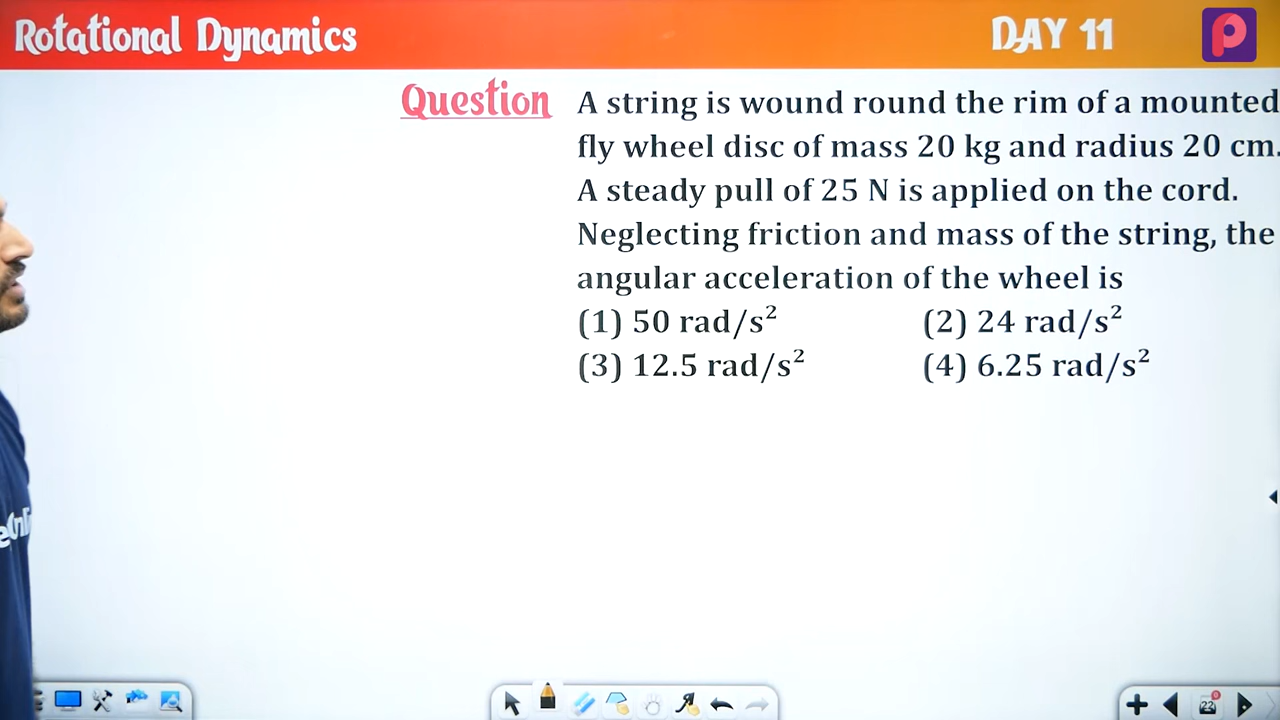 Rotational Dynamics
DAY 11
Question
A string is wound round the rim of a mounted
fly wheel disc of mass 20 kg and radius 20 cm.
A steady pull of 25 N is applied on the cord.
Neglecting friction and mass of the string, the
angular acceleration of the wheel is
(1) 50 rad/s² (2) 24 rad/s²
(3) 12.5 rad/s² (4) 6.25 rad/s²
22